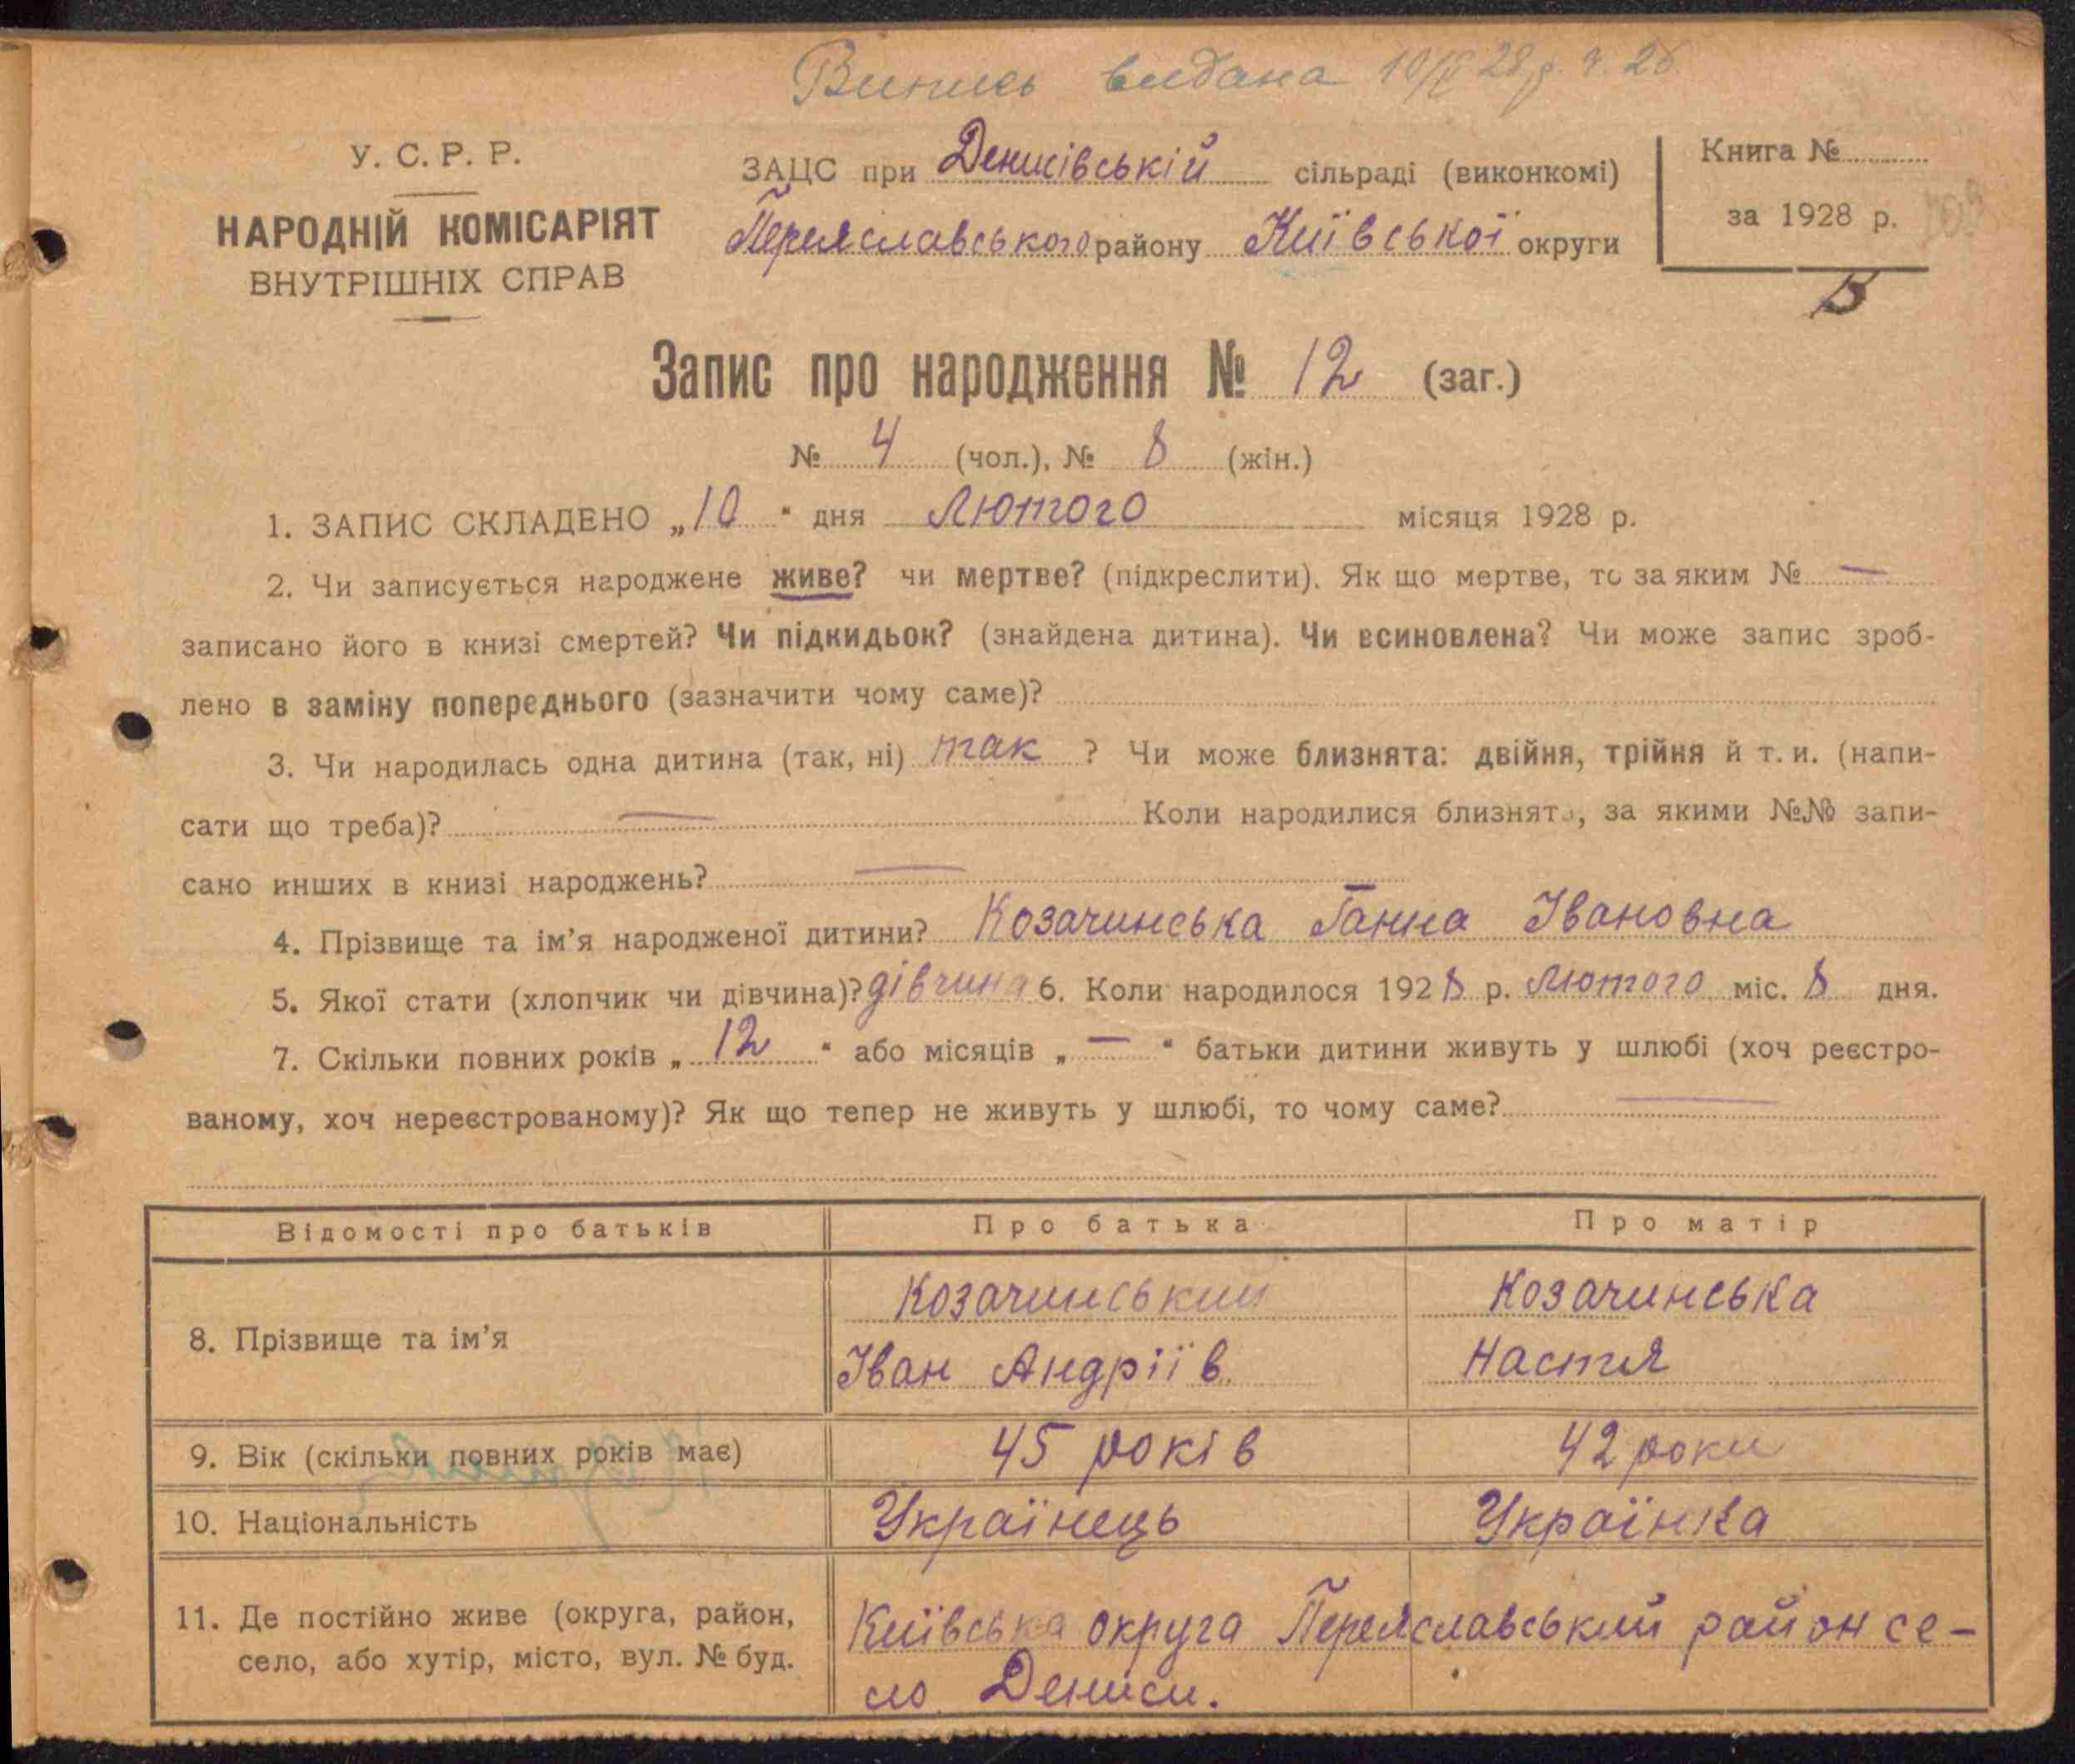 Випись видана 10/ІІ 28 р. ч. 26
У. С. Р. Р.
НАРОДНІЙ КОМІСАРІЯТ
ВНУТРІШНІХ СПРАВ
ЗАЦС при Денисівській сільраді (виконкомі)
Переяславського району Київської округи
Книга №
за 1928 р.
Запис про народження № 12 (заг.)
№ 4 (чол.), № 8 (жін.)
1. ЗАПИС СКЛАДЕНО „10“ дня Лютого місяця 1928 р.
2. Чи записується народжене живе? чи мертве? (підкреслити). Як що мертве, то за яким № —
записано його в книзі смертей? Чи підкидьок? (знайдена дитина). Чи всиновлена? Чи може запис зроб-
лено в заміну попереднього (зазначити чому саме)?
3. Чи народилась одна дитина (так, ні) так ? Чи може близнята: двійня, трійня й т. и. (напи-
сати що треба)? — Коли народилися близнята, за якими №№ запи-
сано инших в книзі народжень? —
4. Прізвище та ім’я народженої дитини? Козачинська Ганна Івановна
5. Якої стати (хлопчик чи дівчина)? дівчина 6. Коли народилося 1928 р. Лютого міс. 8 дня.
7. Скільки повних років „12“ або місяців „—“ батьки дитини живуть у шлюбі (хоч реєстро-
ваному, хоч нереєстрованому)? Як що тепер не живуть у шлюбі, то чому саме? —
Відомості про батьків Про батька Про матір
8. Прізвище та ім’я
Козачинський
Іван Андріїв.
Козачинська
Настя
9. Вік (скільки повних років має) 45 років 42 роки
10. Національність Українець Українка
11. Де постійно живе (округа, район,
село, або хутір, місто, вул. № буд.
Київська округа Переяславський район се-
ло Дениси.